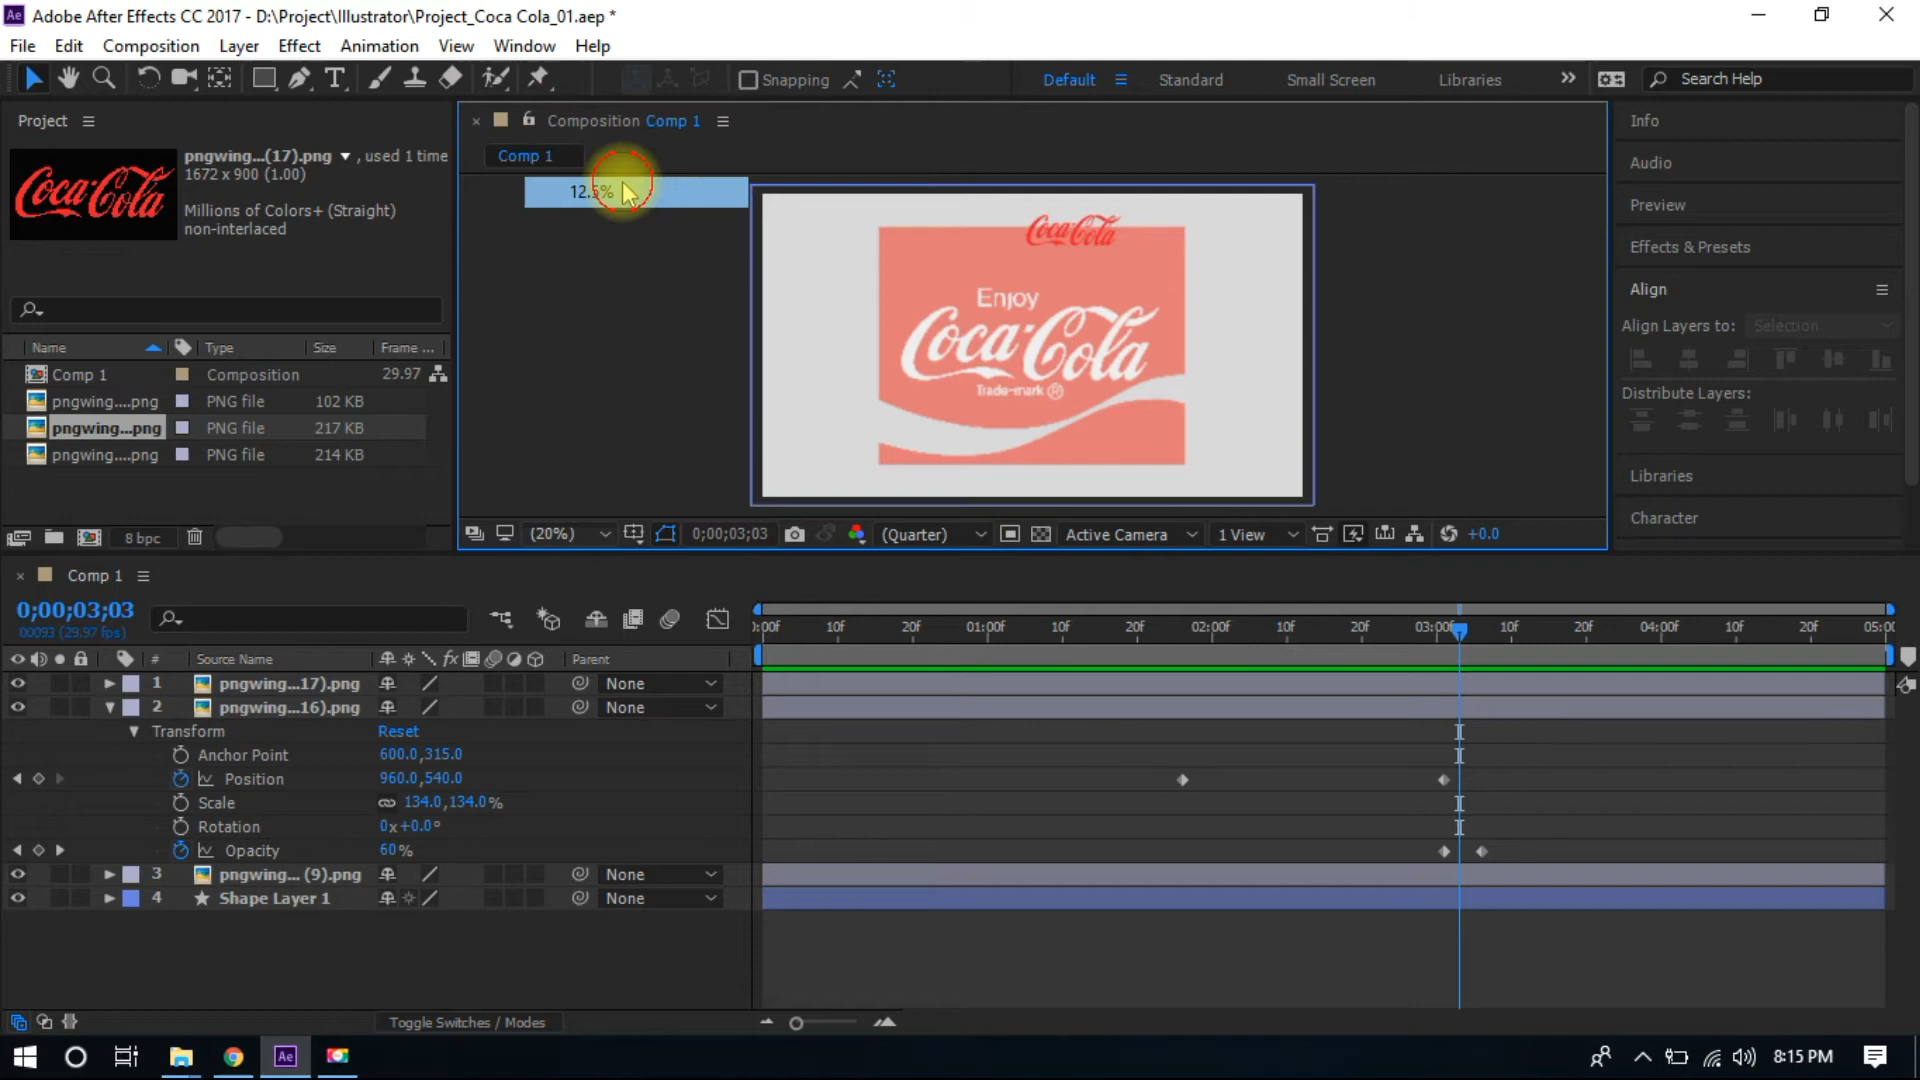 Adobe After Effects CC 2017 - D:\Project\Illustrator\Project_Coca Cola_01.aep *
File Edit Composition Layer Effect Animation View Window Help
Snapping Default Standard Small Screen Libraries Search Help
Project
pngwing...(17).png , used 1 time
1672 x 900 (1.00)
Millions of Colors+ (Straight)
non-interlaced
Coca-Cola
Name Type Size Frame ...
Comp 1 Composition 29.97
pngwing....png PNG file 102 KB
pngwing...png PNG file 217 KB
pngwing....png PNG file 214 KB
8 bpc
Composition Comp 1
Comp 1
12.5%
Coca-Cola
Enjoy
Coca-Cola
Trade-mark ®
(20%) 0;00;03;03 (Quarter) Active Camera 1 View +0.0
Info
Audio
Preview
Effects & Presets
Align
Align Layers to: Selection
Distribute Layers:
Libraries
Character
Comp 1
0;00;03;03
00093 (29.97 fps)
):00f 10f 20f 01:00f 10f 20f 02:00f 10f 20f 03:00f 10f 20f 04:00f 10f 20f 05:00
# Source Name fx Parent
1 pngwing...17).png None
2 pngwing...16).png None
Transform Reset
Anchor Point 600.0,315.0
Position 960.0,540.0
Scale 134.0,134.0%
Rotation 0x+0.0°
Opacity 60%
3 pngwing... (9).png None
4 Shape Layer 1 None
Toggle Switches / Modes
Ae 8:15 PM